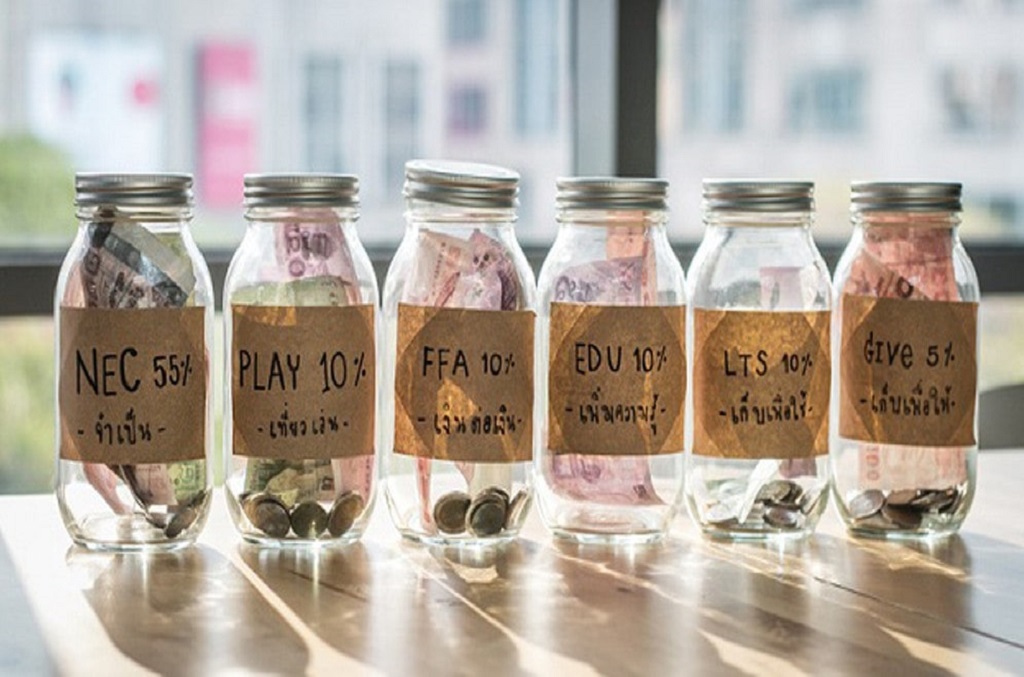 NEC 55%
- จำเป็น -
PLAY 10%
- เที่ยวเล่น -
FFA 10%
- เงินต่อเงิน -
EDU 10%
- เพิ่มความรู้ -
LTS 10%
- เก็บเพื่อใช้ -
GIVE 5%
- เก็บเพื่อให้ -